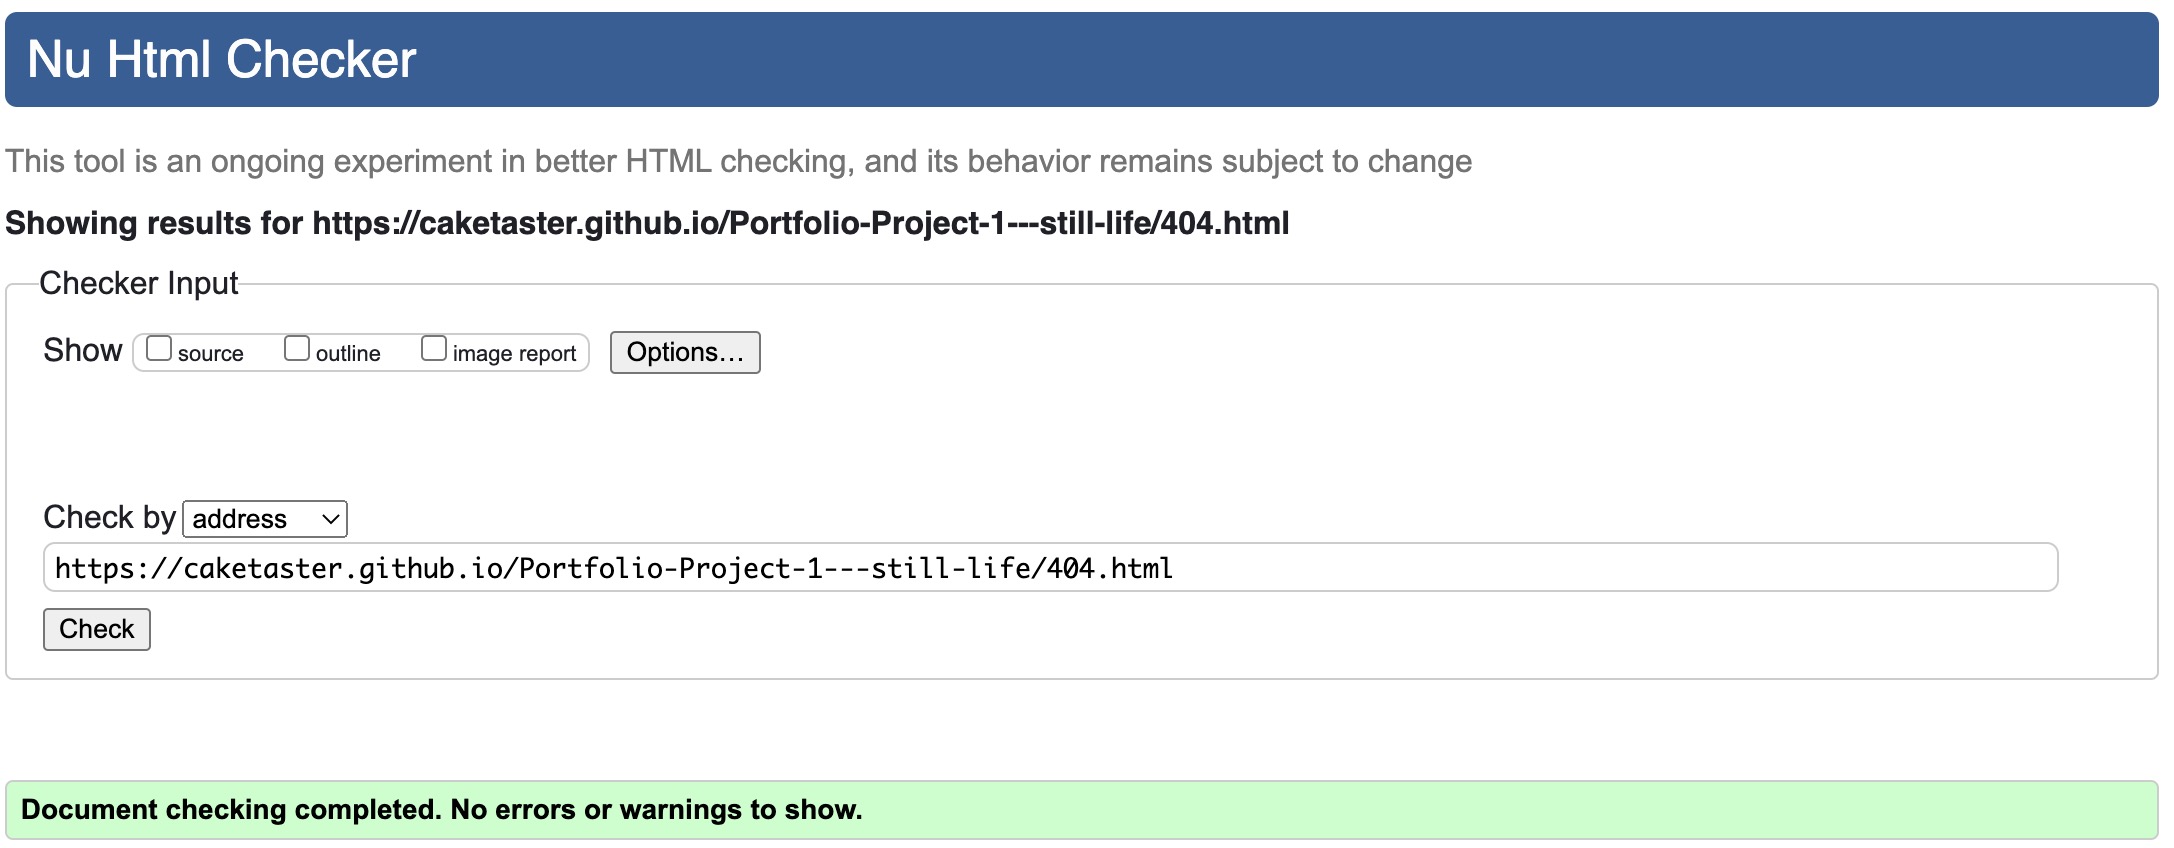 Nu Html Checker
This tool is an ongoing experiment in better HTML checking, and its behavior remains subject to change
Showing results for https://caketaster.github.io/Portfolio-Project-1---still-life/404.html
Checker Input
Show source outline image report Options...
Check by address
https://caketaster.github.io/Portfolio-Project-1---still-life/404.html
Check
Document checking completed. No errors or warnings to show.